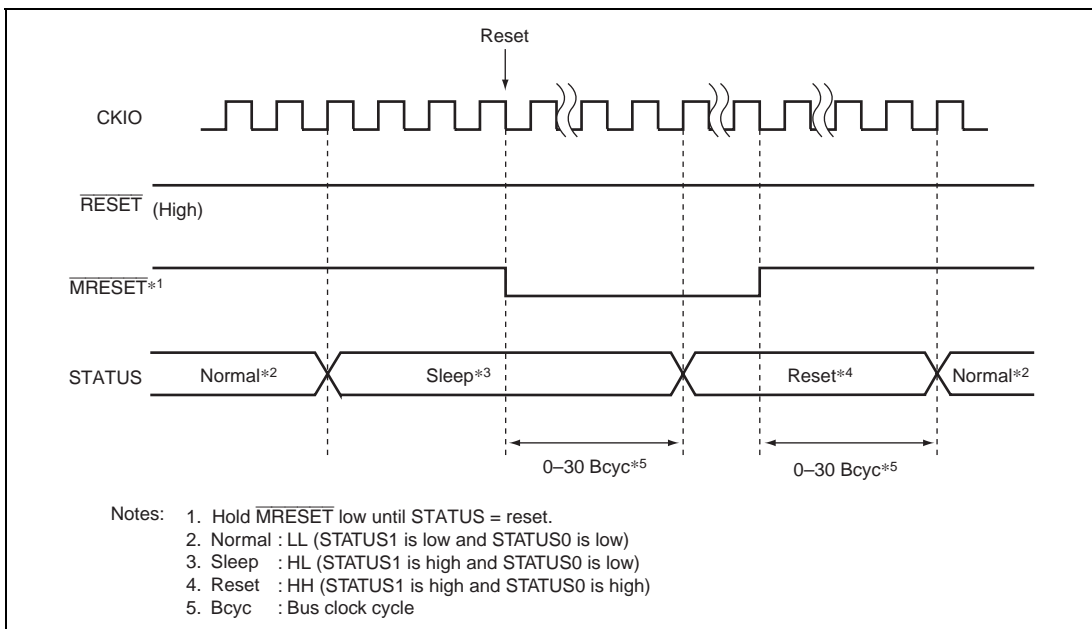 Reset
CKIO
RESET (High)
MRESET*1
STATUS Normal*2 Sleep*3 Reset*4 Normal*2
0–30 Bcyc*5 0–30 Bcyc*5
Notes: 1. Hold MRESET low until STATUS = reset.
2. Normal : LL (STATUS1 is low and STATUS0 is low)
3. Sleep : HL (STATUS1 is high and STATUS0 is low)
4. Reset : HH (STATUS1 is high and STATUS0 is high)
5. Bcyc : Bus clock cycle